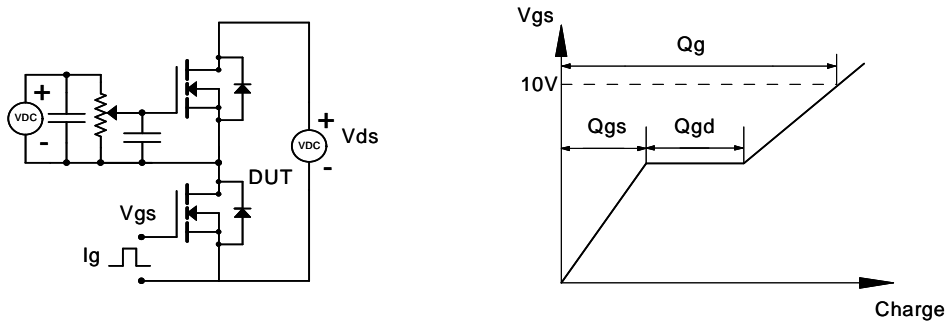 +
VDC
-
+
VDC
-
Vds
DUT
Vgs
Ig
Vgs
Qg
10V
Qgs
Qgd
Charge